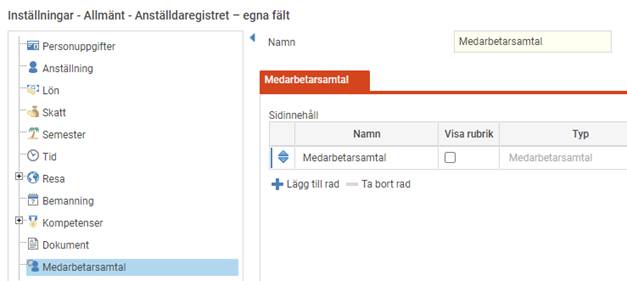 Inställningar - Allmänt - Anställdaregistret – egna fält
Personuppgifter
Anställning
Lön
Skatt
Semester
Tid
Resa
Bemanning
Kompetenser
Dokument
Medarbetarsamtal
Namn Medarbetarsamtal
Medarbetarsamtal
Sidinnehåll
Namn Visa rubrik Typ
Medarbetarsamtal Medarbetarsamtal
Lägg till rad Ta bort rad